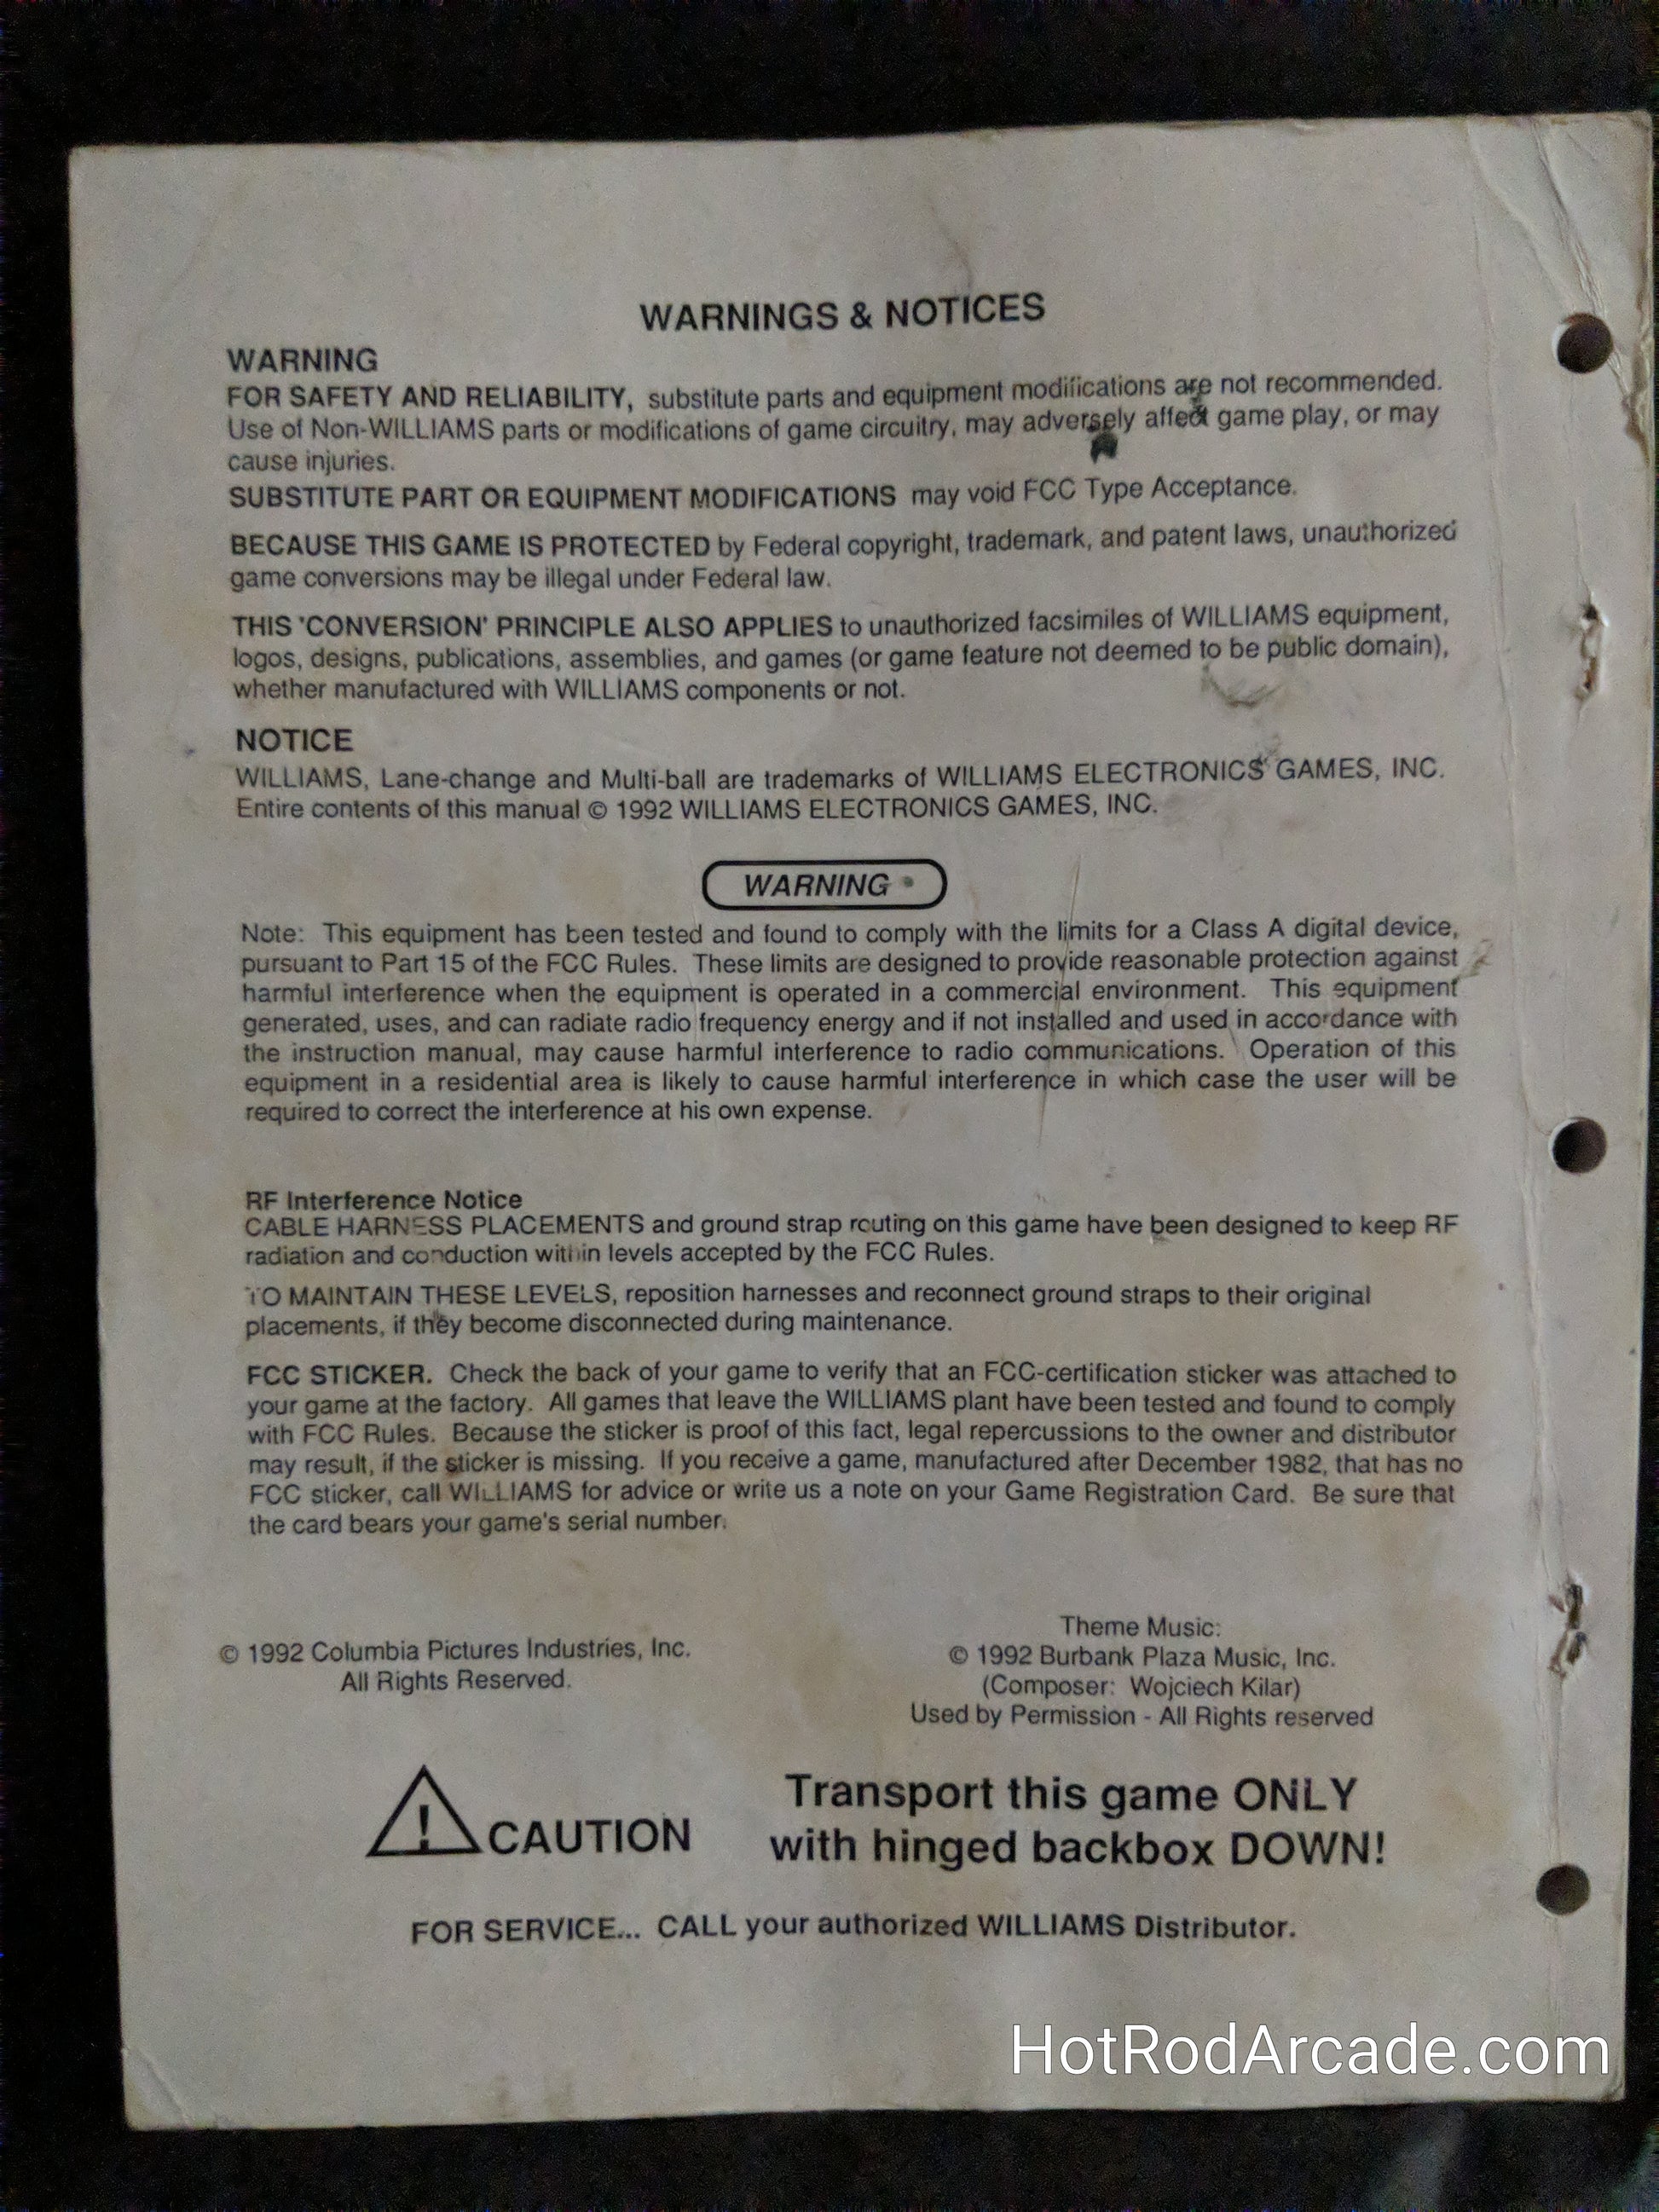 WARNINGS & NOTICES
WARNING
FOR SAFETY AND RELIABILITY, substitute parts and equipment modifications are not recommended.
Use of Non-WILLIAMS parts or modifications of game circuitry, may adversely affect game play, or may
cause injuries.
SUBSTITUTE PART OR EQUIPMENT MODIFICATIONS may void FCC Type Acceptance.
BECAUSE THIS GAME IS PROTECTED by Federal copyright, trademark, and patent laws, unauthorized
game conversions may be illegal under Federal law.
THIS 'CONVERSION' PRINCIPLE ALSO APPLIES to unauthorized facsimiles of WILLIAMS equipment,
logos, designs, publications, assemblies, and games (or game feature not deemed to be public domain),
whether manufactured with WILLIAMS components or not.
NOTICE
WILLIAMS, Lane-change and Multi-ball are trademarks of WILLIAMS ELECTRONICS GAMES, INC.
Entire contents of this manual © 1992 WILLIAMS ELECTRONICS GAMES, INC.
WARNING
Note: This equipment has been tested and found to comply with the limits for a Class A digital device,
pursuant to Part 15 of the FCC Rules. These limits are designed to provide reasonable protection against
harmful interference when the equipment is operated in a commercial environment. This equipment
generated, uses, and can radiate radio frequency energy and if not installed and used in accordance with
the instruction manual, may cause harmful interference to radio communications. Operation of this
equipment in a residential area is likely to cause harmful interference in which case the user will be
required to correct the interference at his own expense.
RF Interference Notice
CABLE HARNESS PLACEMENTS and ground strap routing on this game have been designed to keep RF
radiation and conduction within levels accepted by the FCC Rules.
TO MAINTAIN THESE LEVELS, reposition harnesses and reconnect ground straps to their original
placements, if they become disconnected during maintenance.
FCC STICKER. Check the back of your game to verify that an FCC-certification sticker was attached to
your game at the factory. All games that leave the WILLIAMS plant have been tested and found to comply
with FCC Rules. Because the sticker is proof of this fact, legal repercussions to the owner and distributor
may result, if the sticker is missing. If you receive a game, manufactured after December 1982, that has no
FCC sticker, call WILLIAMS for advice or write us a note on your Game Registration Card. Be sure that
the card bears your game's serial number.
© 1992 Columbia Pictures Industries, Inc.
All Rights Reserved.
Theme Music:
© 1992 Burbank Plaza Music, Inc.
(Composer: Wojciech Kilar)
Used by Permission - All Rights reserved
! CAUTION
Transport this game ONLY
with hinged backbox DOWN!
FOR SERVICE... CALL your authorized WILLIAMS Distributor.
HotRodArcade.com